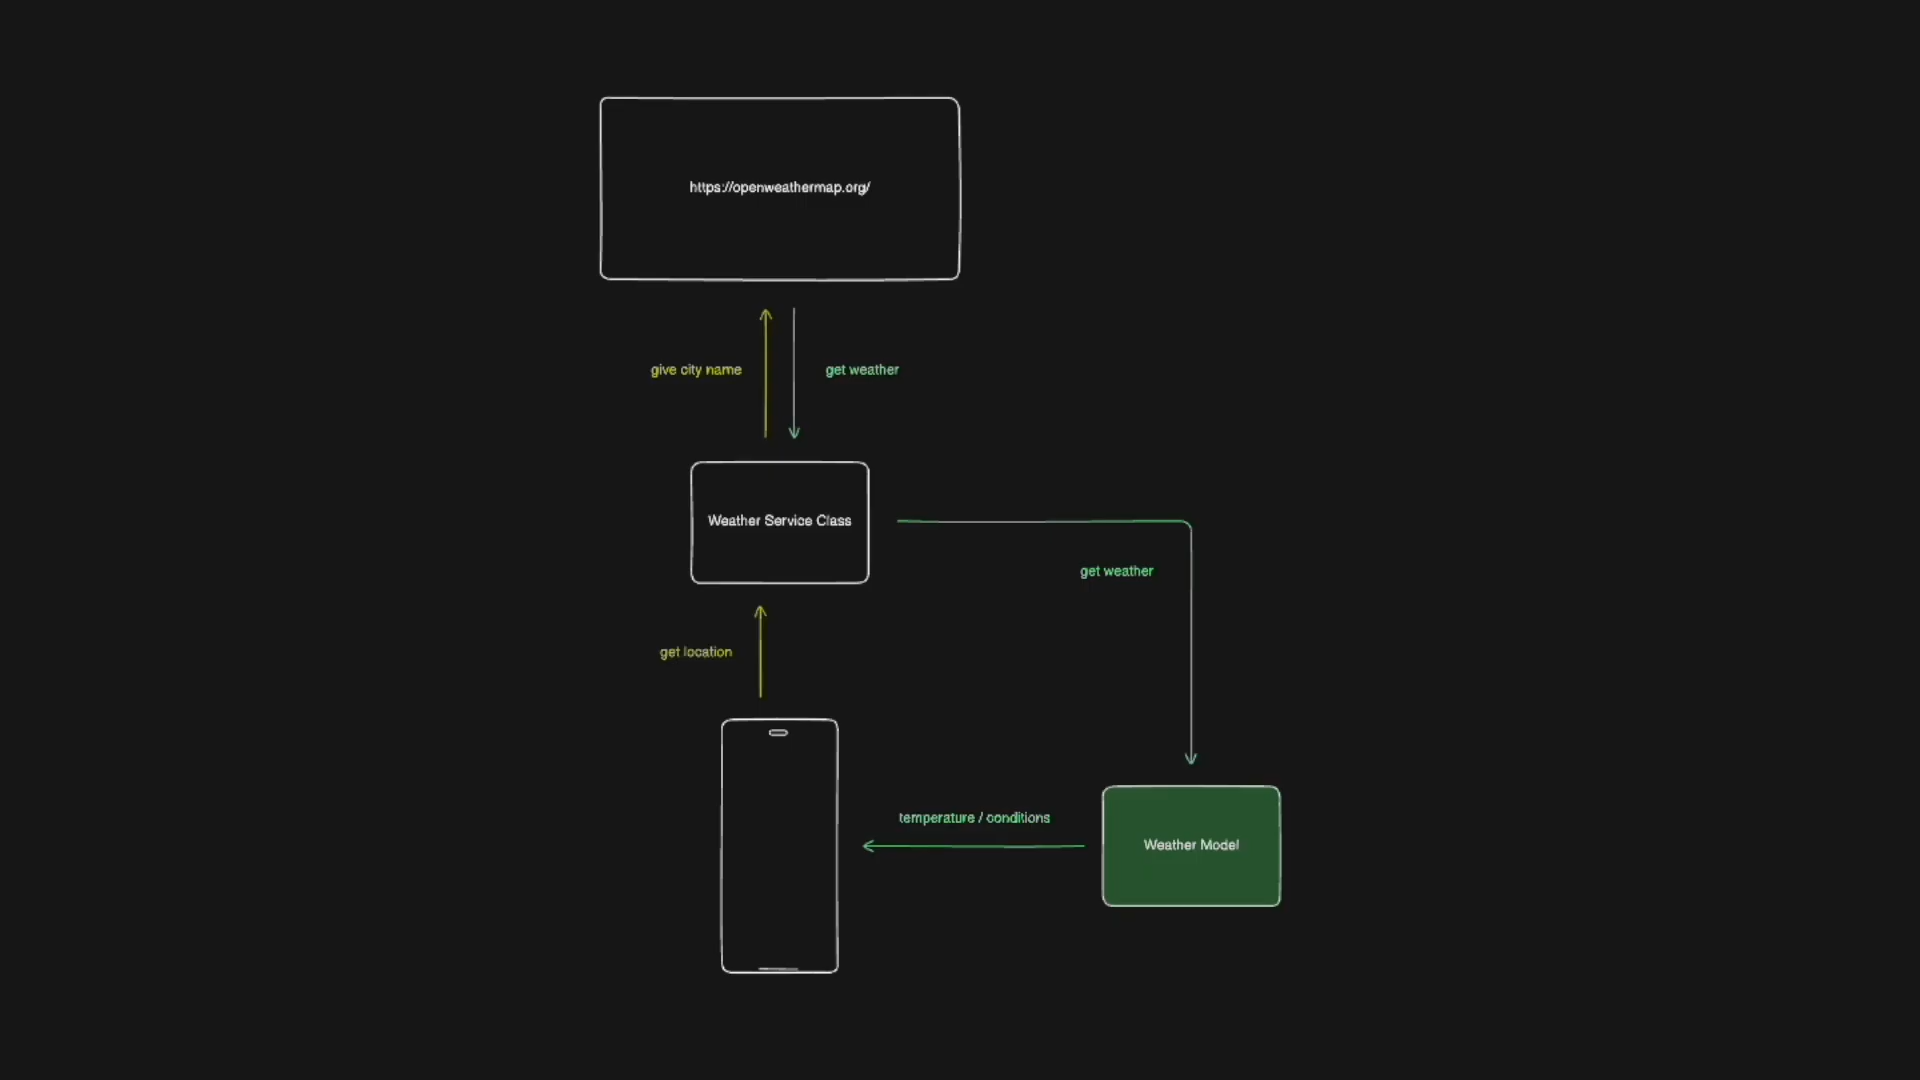 https://openweathermap.org/
give city name
get weather
Weather Service Class
get weather
get location
temperature / conditions
Weather Model